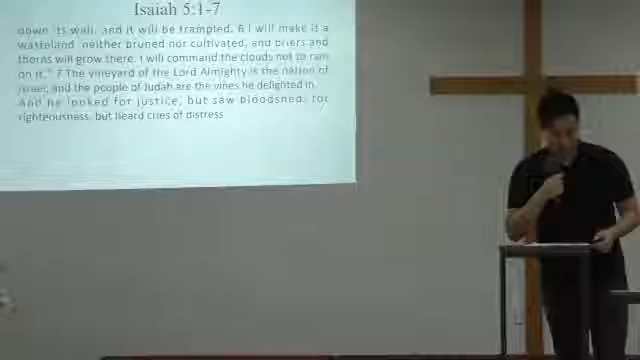 Isaiah 5:1-7
down its wall, and it will be trampled. 6 I will make it a
wasteland, neither pruned nor cultivated, and briers and
thorns will grow there. I will command the clouds not to rain
on it." 7 The vineyard of the Lord Almighty is the nation of
Israel, and the people of Judah are the vines he delighted in.
And he looked for justice, but saw bloodshed; for
righteousness, but heard cries of distress